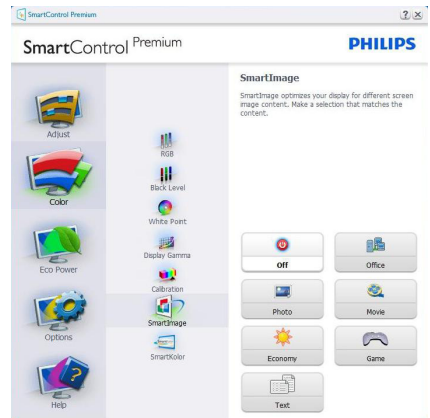 SmartControl Premium
SmartControl Premium
PHILIPS
Adjust
Color
Eco Power
Options
Help
RGB
Black Level
White Point
Display Gamma
Calibration
SmartImage
SmartKolor
SmartImage
SmartImage optimizes your display for different screen
image content. Make a selection that matches the
content.
Off
Office
Photo
Movie
Economy
Game
Text